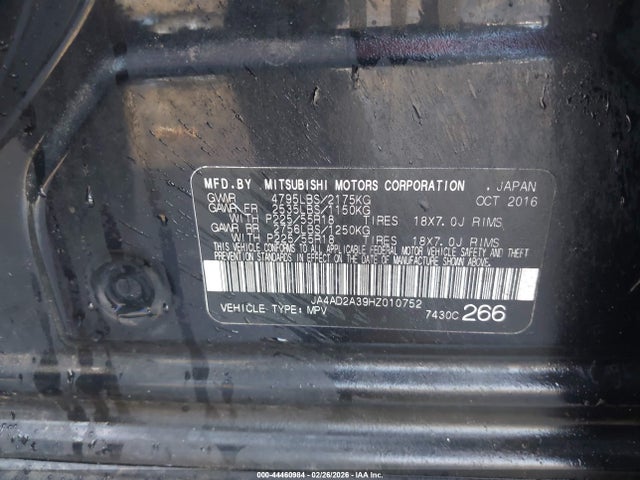 MFD.BY MITSUBISHI MOTORS CORPORATION , JAPAN
GVWR 4795LBS/2175KG OCT 2016
GAWR FR 2535LBS/1150KG
WITH P225/55R18 TIRES 18X7.0J RIMS
GAWR RR 2756LBS/1250KG
WITH P225/55R18 TIRES 18X7.0J RIMS
THIS VEHICLE CONFORMS TO ALL APPLICABLE FEDERAL MOTOR VEHICLE SAFETY AND THEFT
PREVENTION STANDARDS IN EFFECT ON THE DATE OF MANUFACTURE SHOWN ABOVE.
JA4AD2A39HZ010752
VEHICLE TYPE: MPV 7430C 266
000-44460984 - 02/26/2026 - © COPYRIGHT IAA, LLC.